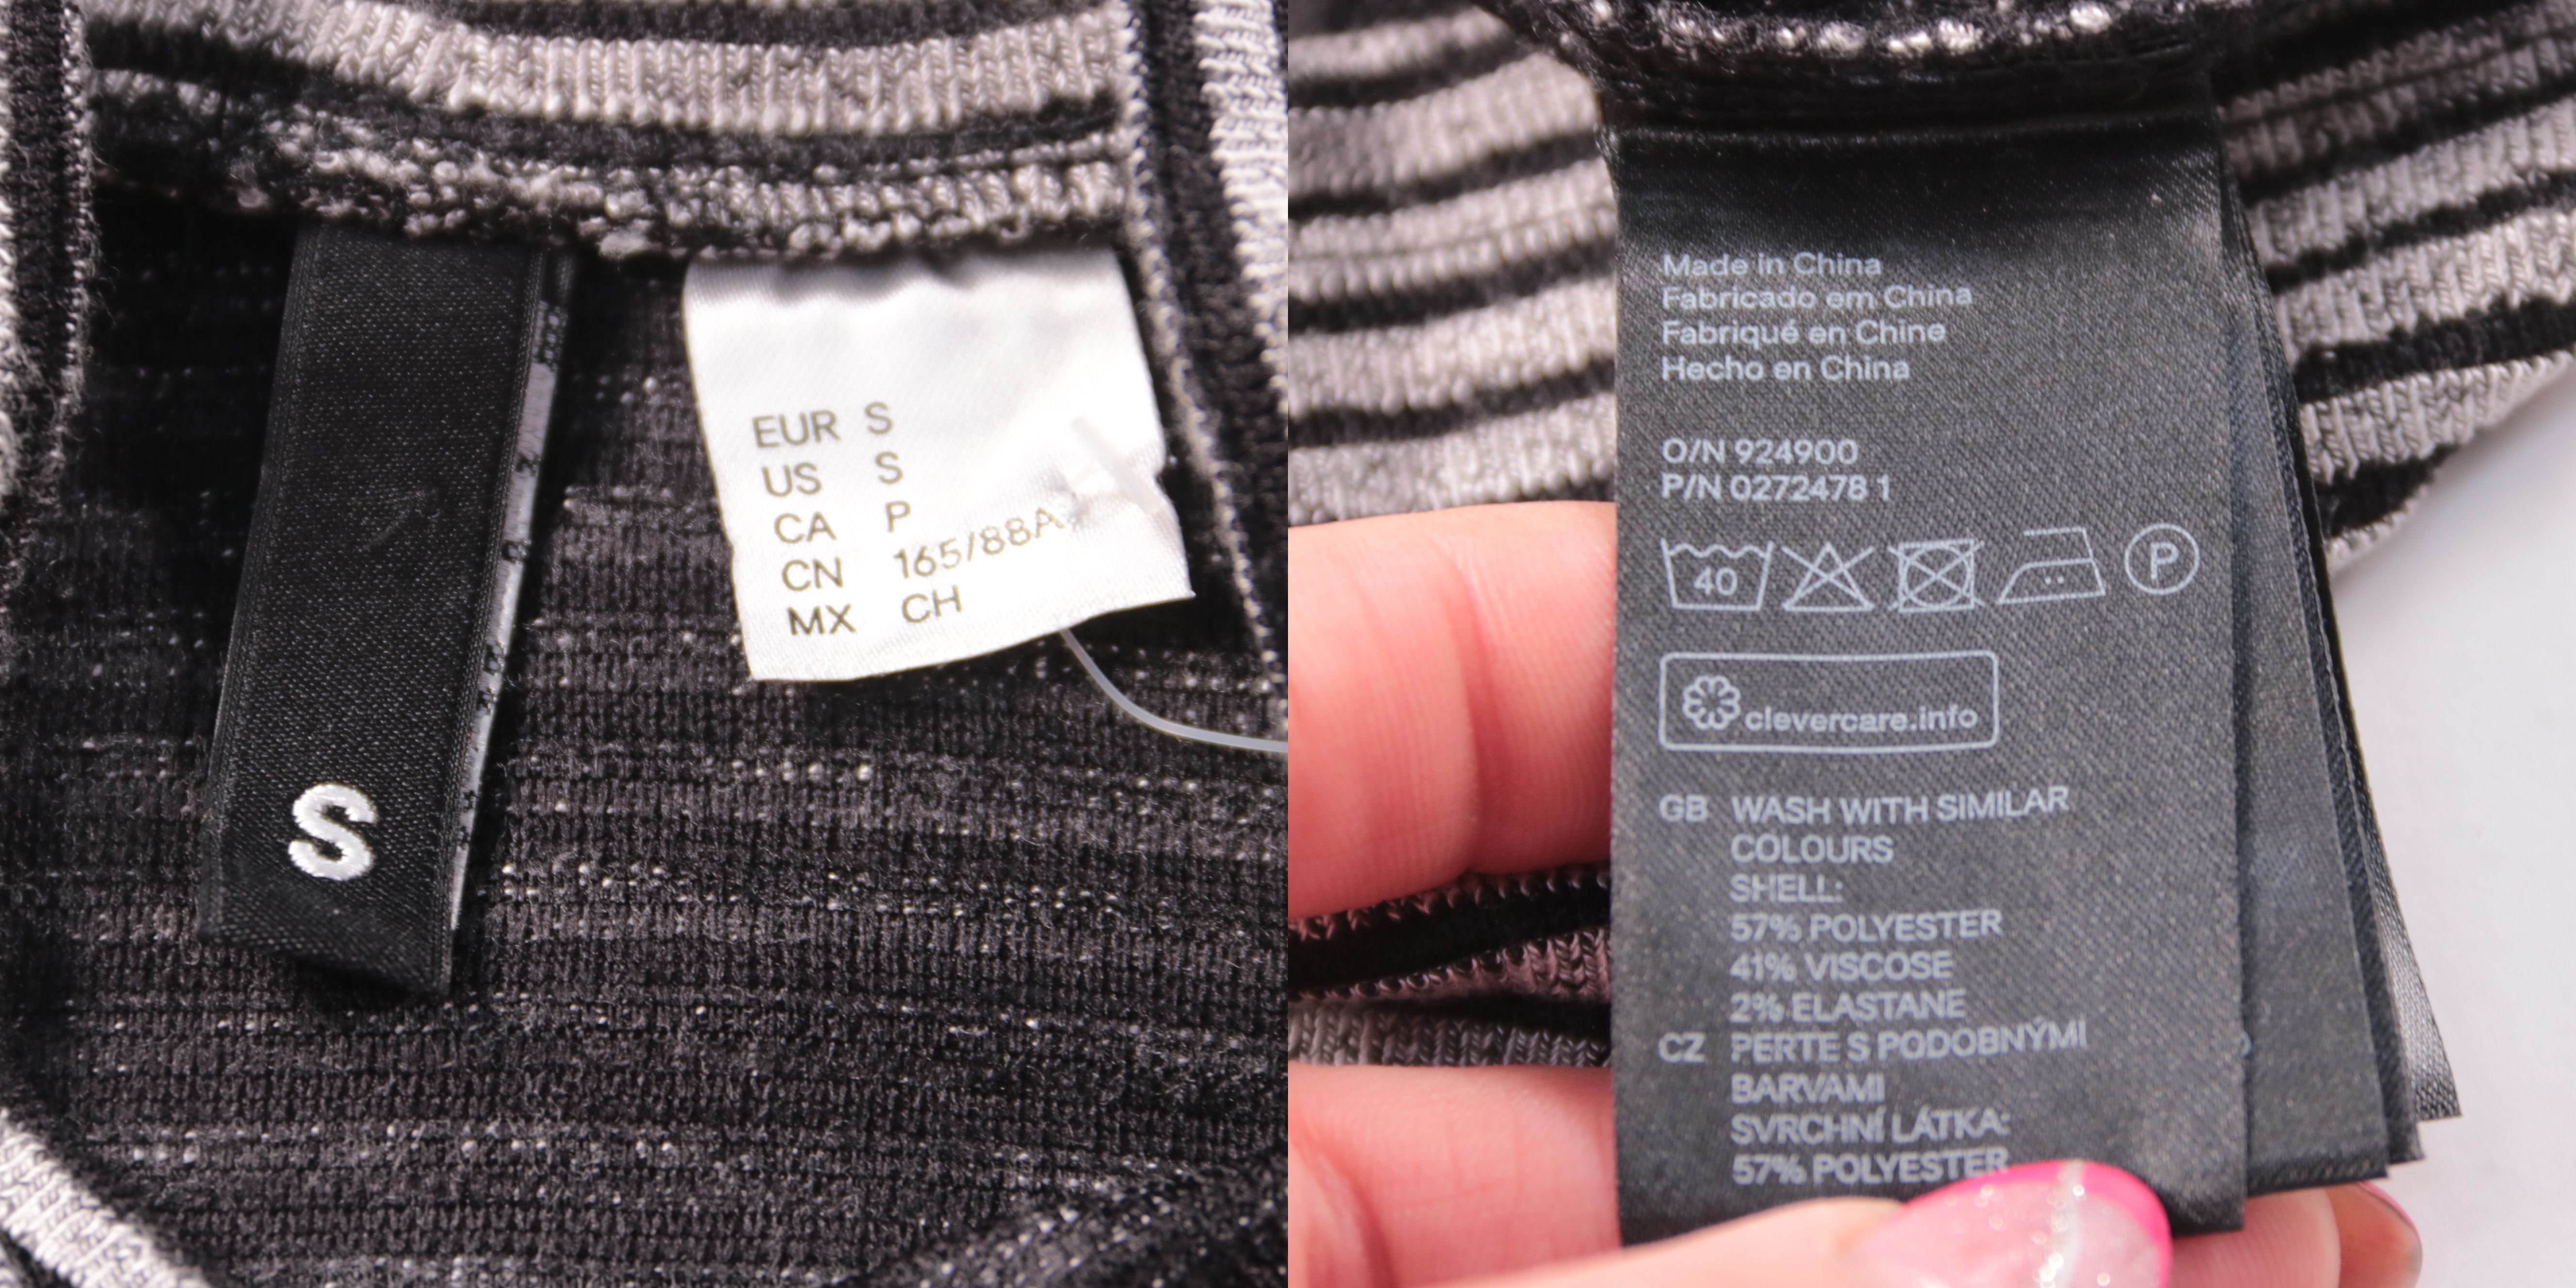 S
EUR S
US S
CA P
CN 165/88A
MX CH
Made in China
Fabricado em China
Fabriqué en Chine
Hecho en China
O/N 924900
P/N 0272478 1
40
P
clevercare.info
GB WASH WITH SIMILAR
COLOURS
SHELL:
57% POLYESTER
41% VISCOSE
2% ELASTANE
CZ PERTE S PODOBNÝMI
BARVAMI
SVRCHNÍ LÁTKA:
57% POLYESTER